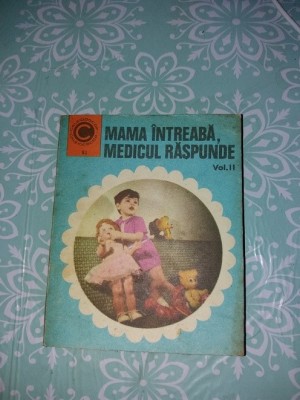 C
MAMA ÎNTREABĂ,
MEDICUL RĂSPUNDE
Vol. II